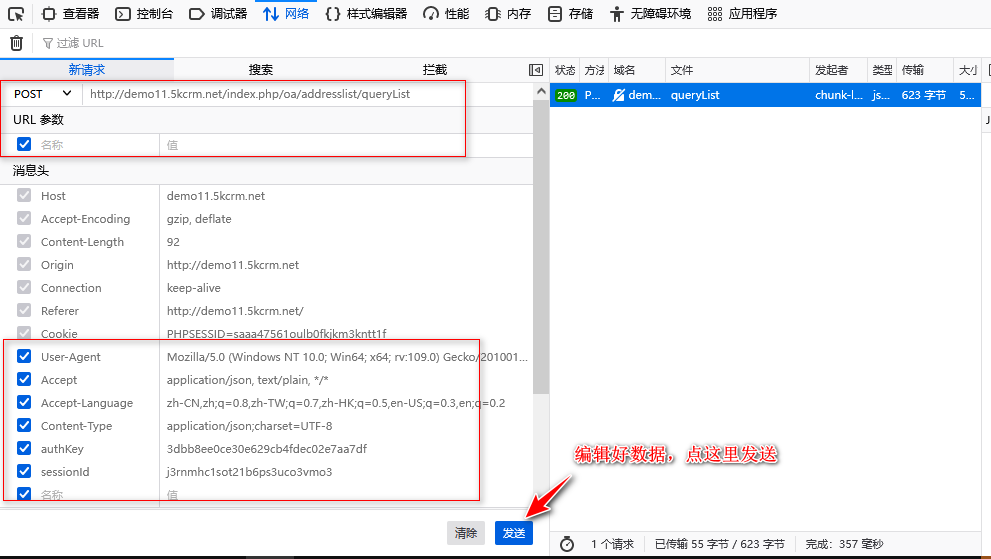 查看器 控制台 调试器 网络 样式编辑器 性能 内存 存储 无障碍环境 应用程序
过滤 URL
新请求 搜索 拦截 状态 方法 域名 文件 发起者 类型 传输 大小
POST http://demo11.5kcrm.net/index.php/oa/addresslist/queryList 200 P... dem... queryList chunk-l... js... 623 字节 5...
URL 参数
名称 值
消息头
Host demo11.5kcrm.net
Accept-Encoding gzip, deflate
Content-Length 92
Origin http://demo11.5kcrm.net
Connection keep-alive
Referer http://demo11.5kcrm.net/
Cookie PHPSESSID=saaa47561oulb0fkjkm3kntt1f
User-Agent Mozilla/5.0 (Windows NT 10.0; Win64; x64; rv:109.0) Gecko/201001...
Accept application/json, text/plain, */*
Accept-Language zh-CN,zh;q=0.8,zh-TW;q=0.7,zh-HK;q=0.5,en-US;q=0.3,en;q=0.2
Content-Type application/json;charset=UTF-8
authKey 3dbb8ee0ce30e629cb4fdec02e7aa7df
sessionId j3rnmhc1sot21b6ps3uco3vmo3
名称 值
编辑好数据，点这里发送
清除 发送
1 个请求 已传输 55 字节 / 623 字节 完成：357 毫秒